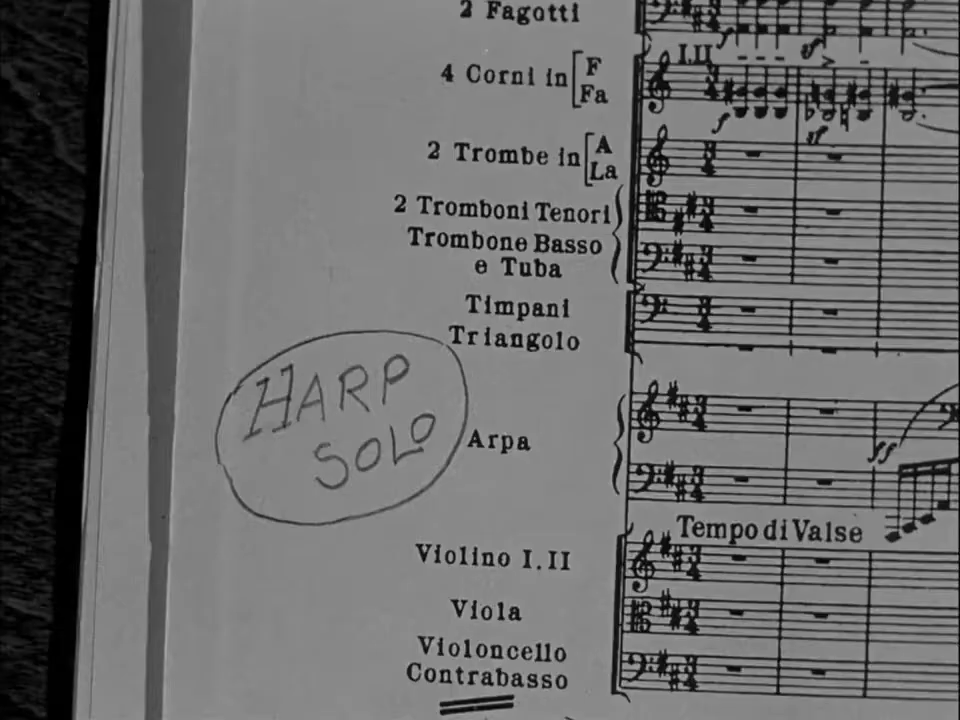 2 Fagotti
I.II
4 Corni in [F
Fa
2 Trombe in [A
La
2 Tromboni Tenori
Trombone Basso
e Tuba
Timpani
Triangolo
HARP
SOLO
Arpa
Tempo di Valse
Violino I. II
Viola
Violoncello
Contrabasso